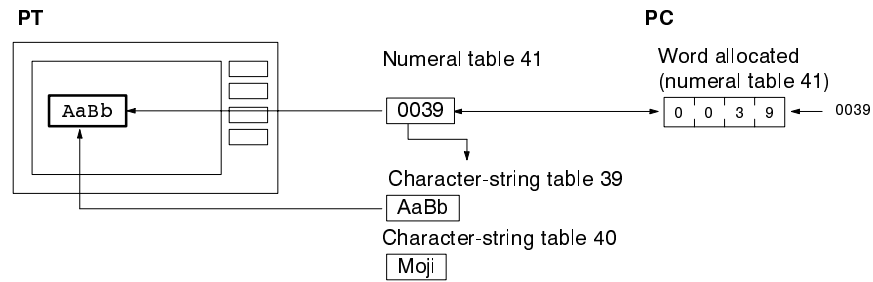 PT
PC
Numeral table 41
Word allocated
(numeral table 41)
AaBb
0039
0 0 3 9
0039
Character-string table 39
AaBb
Character-string table 40
Moji